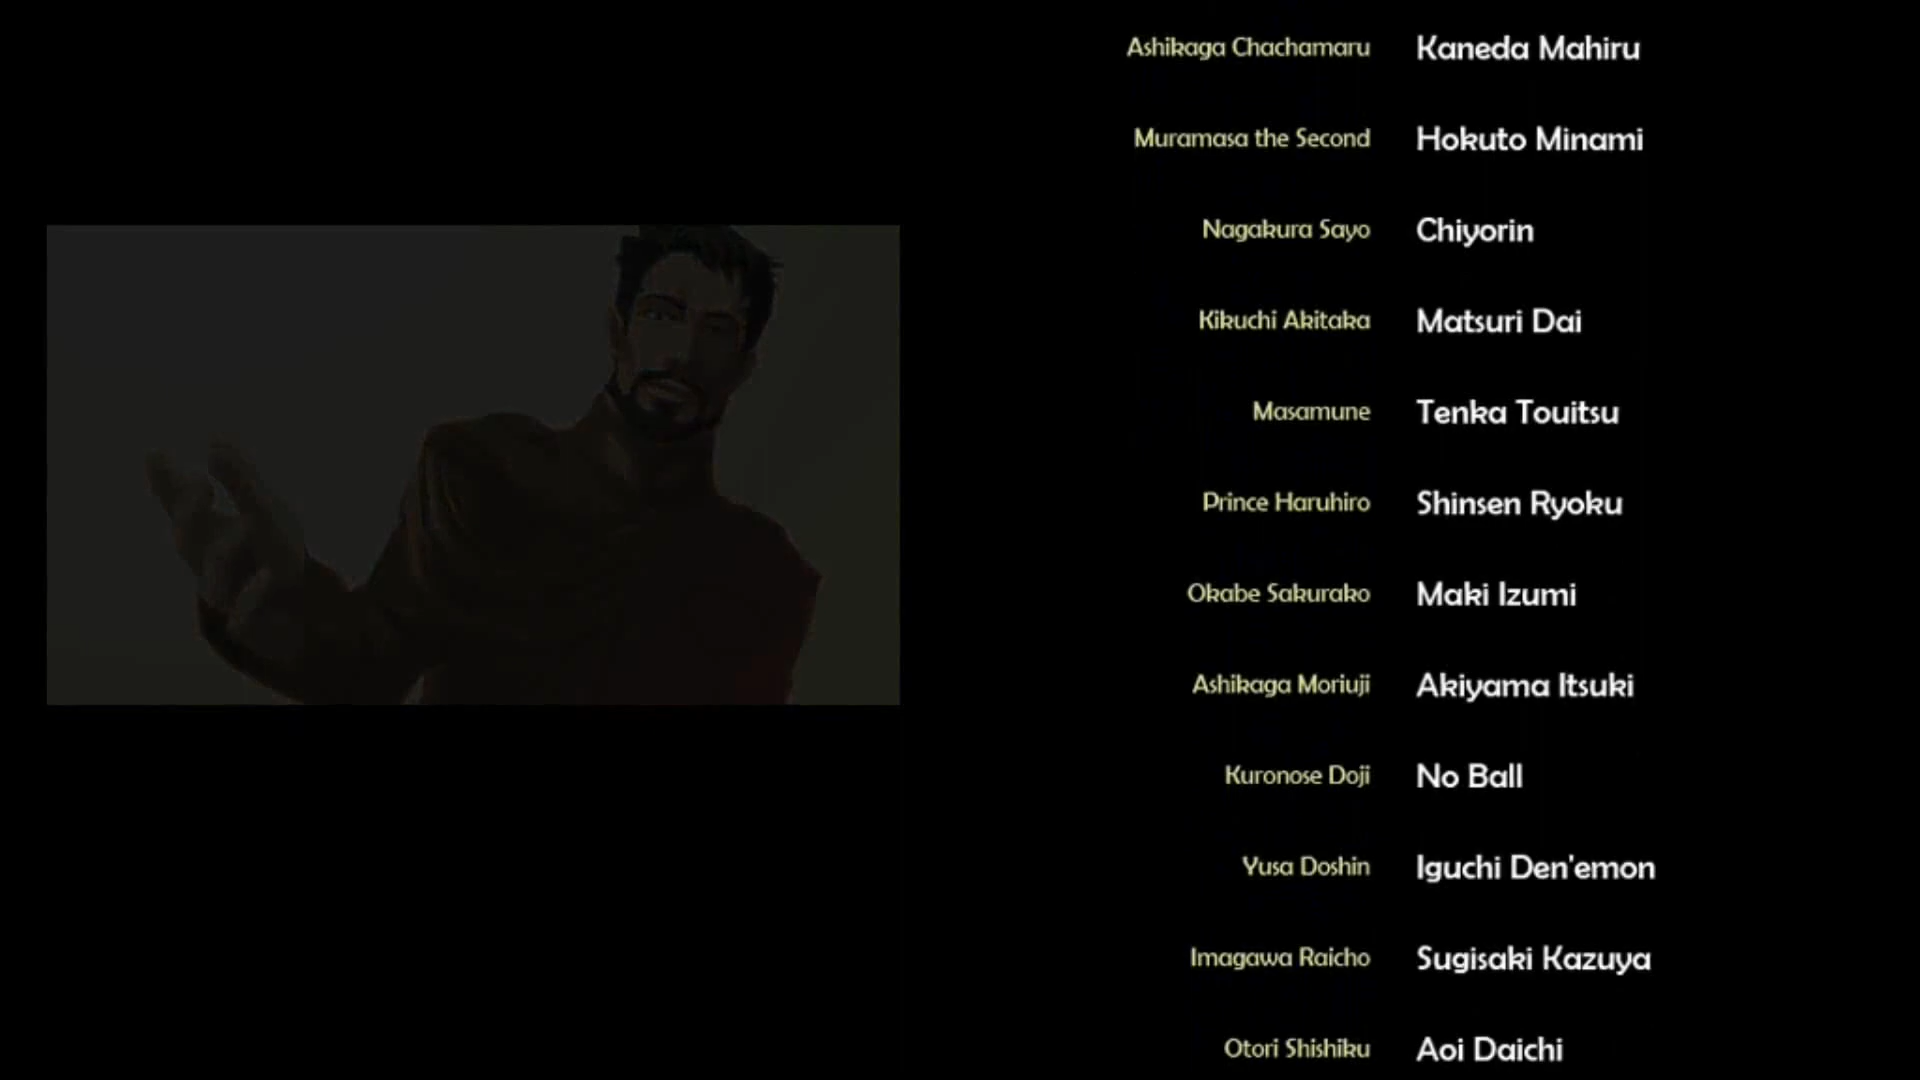 Ashikaga Chachamaru Kaneda Mahiru
Muramasa the Second Hokuto Minami
Nagakura Sayo Chiyorin
Kikuchi Akitaka Matsuri Dai
Masamune Tenka Touitsu
Prince Haruhiro Shinsen Ryoku
Okabe Sakurako Maki Izumi
Ashikaga Moriuji Akiyama Itsuki
Kuronose Doji No Ball
Yusa Doshin Iguchi Den'emon
Imagawa Raicho Sugisaki Kazuya
Otori Shishiku Aoi Daichi